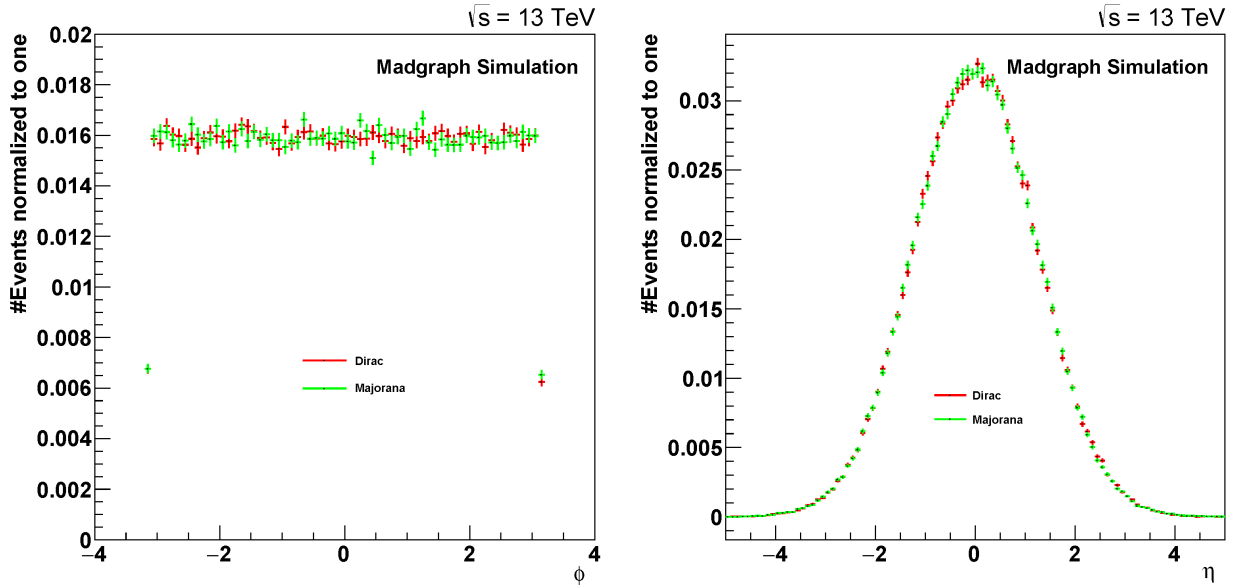 √s = 13 TeV
Madgraph Simulation
#Events normalized to one
0.02
0.018
0.016
0.014
0.012
0.01
0.008
0.006
0.004
0.002
0
Dirac
Majorana
−4
−2
0
2
4
ϕ
√s = 13 TeV
Madgraph Simulation
#Events normalized to one
0.03
0.025
0.02
0.015
0.01
0.005
0
Dirac
Majorana
−4
−2
0
2
4
η